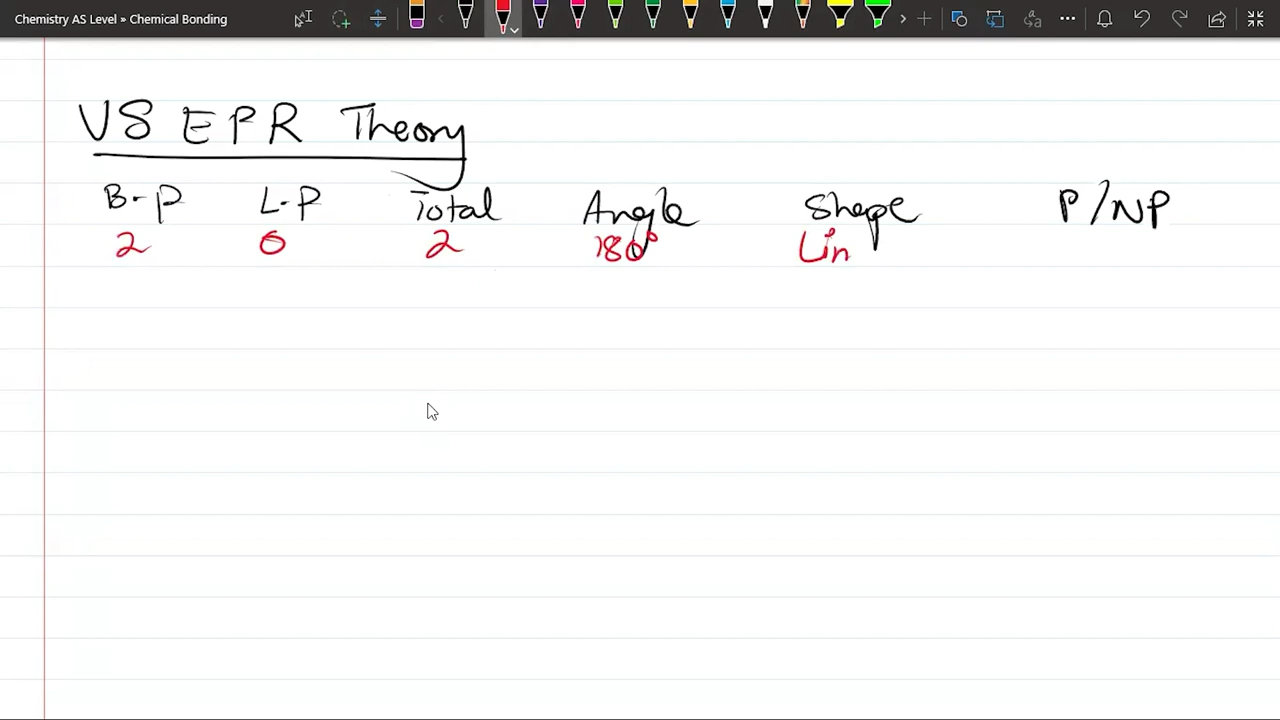 Chemistry AS Level » Chemical Bonding
VSEPR Theory
B-P L-P Total Angle Shape P/NP
2 0 2 180° Lin